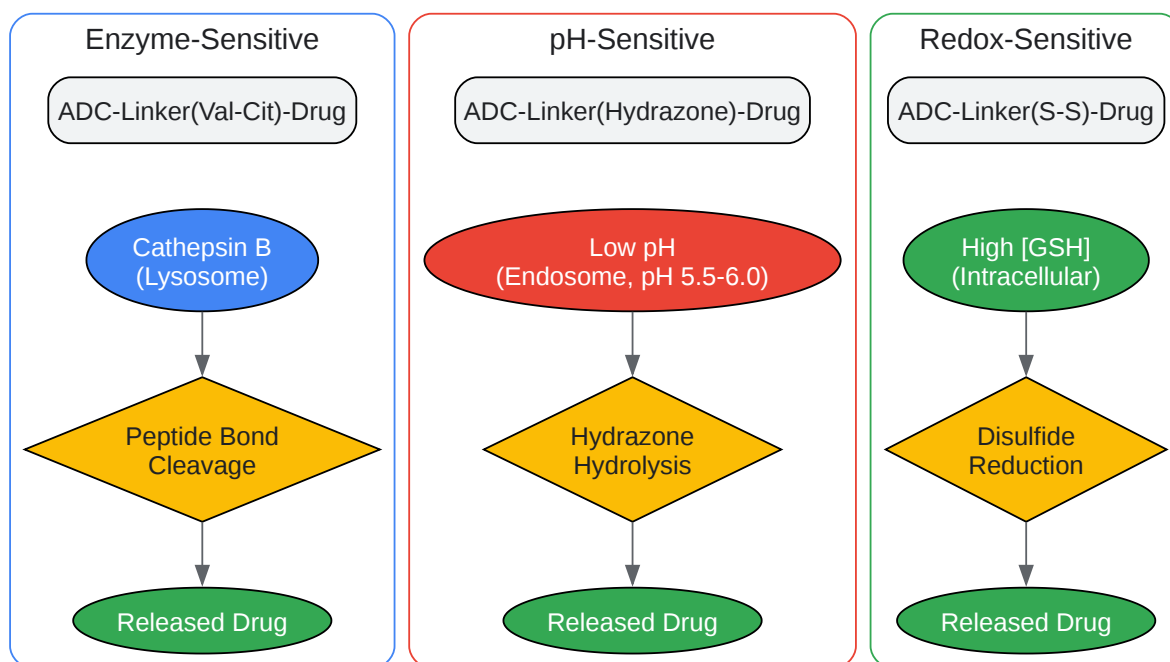 Enzyme-Sensitive
ADC-Linker(Val-Cit)-Drug
Cathepsin B
(Lysosome)
Peptide Bond
Cleavage
Released Drug
pH-Sensitive
ADC-Linker(Hydrazone)-Drug
Low pH
(Endosome, pH 5.5-6.0)
Hydrazone
Hydrolysis
Released Drug
Redox-Sensitive
ADC-Linker(S-S)-Drug
High [GSH]
(Intracellular)
Disulfide
Reduction
Released Drug